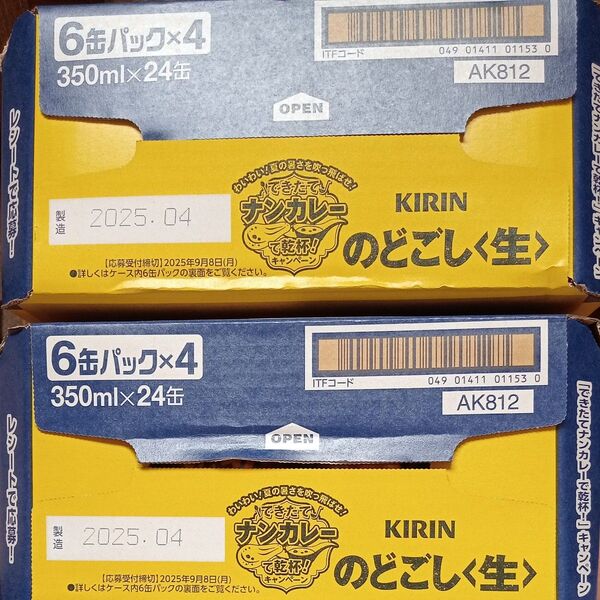 6缶パック×4
350ml×24缶
ITFコード
049 01411 01153 0
AK812
OPEN
わいわい!夏の暑さを吹っ飛ばせ!
できたて
ナンカレー
で乾杯!
キャンペーン
KIRIN
のどごし〈生〉
製造
2025.04
【応募受付締切】2025年9月8日(月)
●詳しくはケース内6缶パックの裏面をご覧ください。
レシートで応募!
6缶パック×4
350ml×24缶
ITFコード
049 01411 01153 0
AK812
OPEN
わいわい!夏の暑さを吹っ飛ばせ!
できたて
ナンカレー
で乾杯!
キャンペーン
KIRIN
のどごし〈生〉
製造
2025.04
【応募受付締切】2025年9月8日(月)
●詳しくはケース内6缶パックの裏面をご覧ください。
レシートで応募!
「できたてナンカレーで乾杯!」キャンペーン